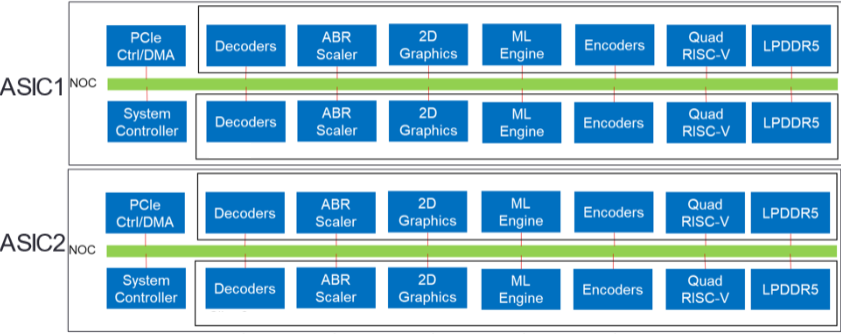 PCIe
Ctrl/DMA
Decoders
ABR
Scaler
2D
Graphics
ML
Engine
Encoders
Quad
RISC-V
LPDDR5
ASIC1
NOC
System
Controller
Decoders
ABR
Scaler
2D
Graphics
ML
Engine
Encoders
Quad
RISC-V
LPDDR5
PCIe
Ctrl/DMA
Decoders
ABR
Scaler
2D
Graphics
ML
Engine
Encoders
Quad
RISC-V
LPDDR5
ASIC2
NOC
System
Controller
Decoders
ABR
Scaler
2D
Graphics
ML
Engine
Encoders
Quad
RISC-V
LPDDR5